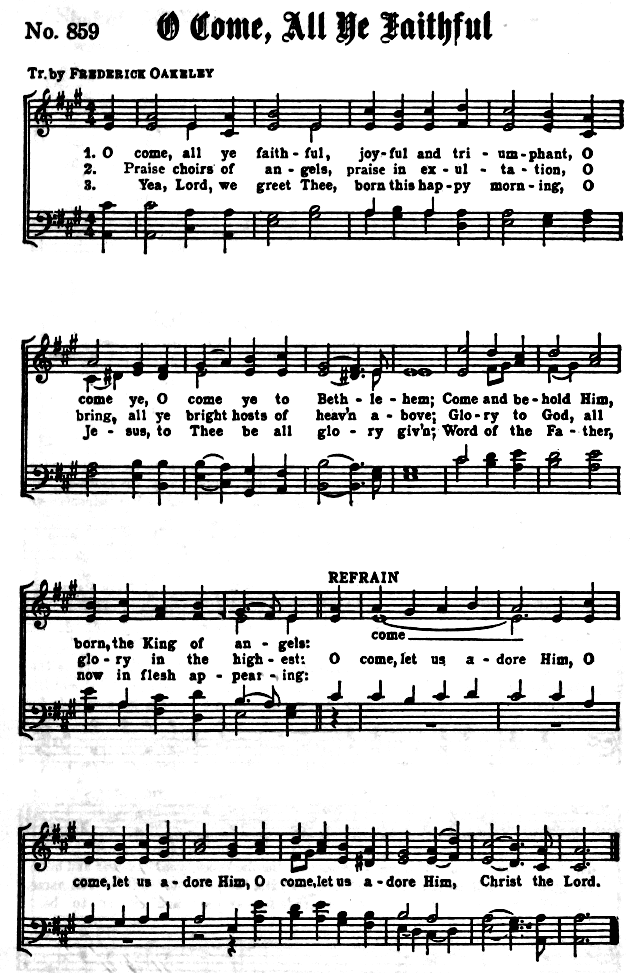 No. 859
O Come, All Ye Faithful
Tr. by FREDERICK OAKELEY
1. O come, all ye faith - ful, joy-ful and tri - um-phant, O
2. Praise choirs of an - gels, praise in ex - ul - ta - tion, O
3. Yea, Lord, we greet Thee, born this hap-py morn - ing, O
come ye, O come ye to Beth - le - hem; Come and be-hold Him,
bring, all ye bright hosts of heav'n a - bove; Glo - ry to God, all
Je - sus, to Thee be all glo - ry giv'n; Word of the Fa - ther,
REFRAIN
born, the King of an - gels: come
glo - ry in the high - est: O come, let us a - dore Him, O
now in flesh ap - pear - ing:
come, let us a - dore Him, O come, let us a - dore Him, Christ the Lord.